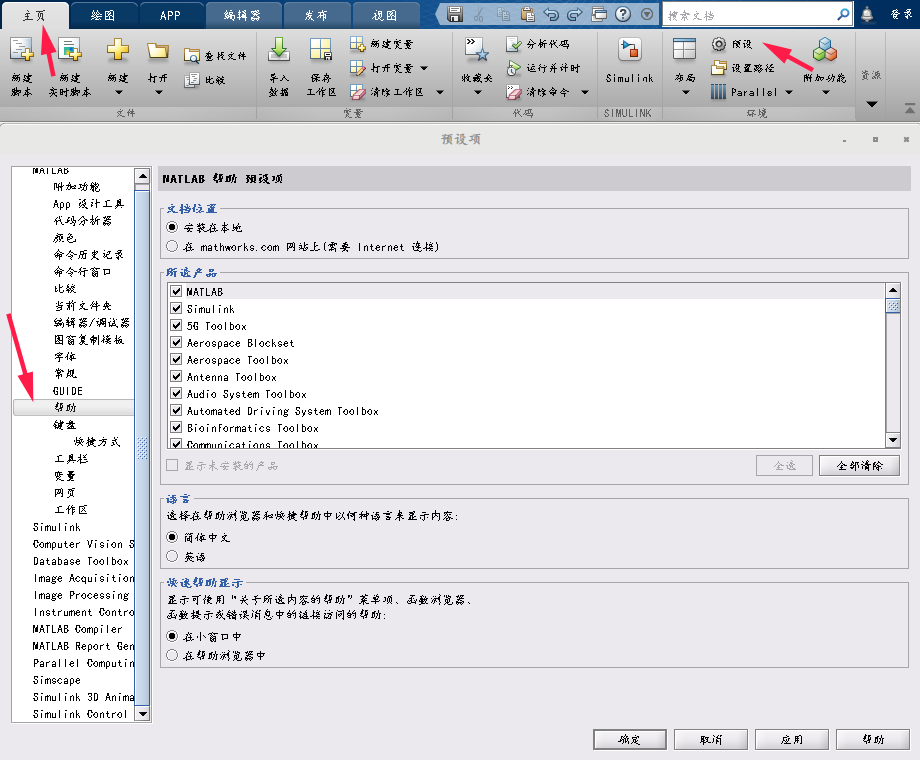 主页 绘图 APP 编辑器 发布 视图 搜索文档 登录
新建脚本 新建实时脚本 新建 打开 查找文件 比较
导入数据 保存工作区 新建变量 打开变量 清除工作区
收藏夹 分析代码 运行并计时 清除命令
Simulink 布局 预设 设置路径 Parallel 附加功能 资源
文件 变量 代码 SIMULINK 环境
预设项
MATLAB
附加功能
App 设计工具
代码分析器
颜色
命令历史记录
命令行窗口
比较
当前文件夹
编辑器/调试器
图窗复制模板
字体
常规
GUIDE
帮助
键盘
快捷方式
工具栏
变量
网页
工作区
Simulink
Computer Vision S
Database Toolbox
Image Acquisition
Image Processing
Instrument Contro
MATLAB Compiler
MATLAB Report Gen
Parallel Computin
Simscape
Simulink 3D Anima
Simulink Control
MATLAB 帮助 预设项
文档位置
安装在本地
在 mathworks.com 网站上(需要 Internet 连接)
所选产品
MATLAB
Simulink
5G Toolbox
Aerospace Blockset
Aerospace Toolbox
Antenna Toolbox
Audio System Toolbox
Automated Driving System Toolbox
Bioinformatics Toolbox
Communications Toolbox
显示未安装的产品 全选 全部清除
语言
选择在帮助浏览器和快捷帮助中以何种语言来显示内容:
简体中文
英语
快速帮助显示
显示可使用“关于所选内容的帮助”菜单项、函数浏览器、
函数提示或错误消息中的链接访问的帮助:
在小窗口中
在帮助浏览器中
确定 取消 应用 帮助